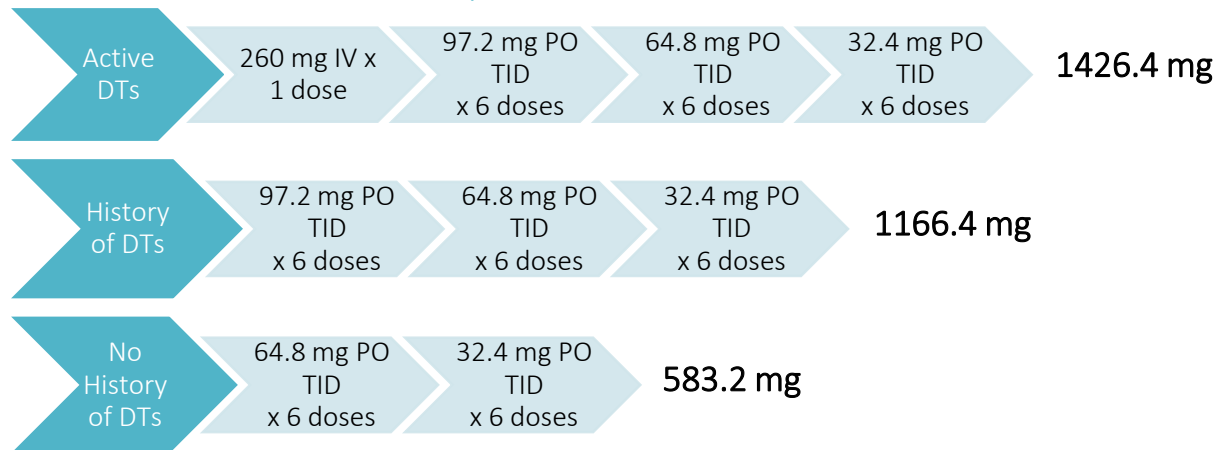 Active
DTs
260 mg IV x
1 dose
97.2 mg PO
TID
x 6 doses
64.8 mg PO
TID
x 6 doses
32.4 mg PO
TID
x 6 doses
1426.4 mg
History
of DTs
97.2 mg PO
TID
x 6 doses
64.8 mg PO
TID
x 6 doses
32.4 mg PO
TID
x 6 doses
1166.4 mg
No
History
of DTs
64.8 mg PO
TID
x 6 doses
32.4 mg PO
TID
x 6 doses
583.2 mg